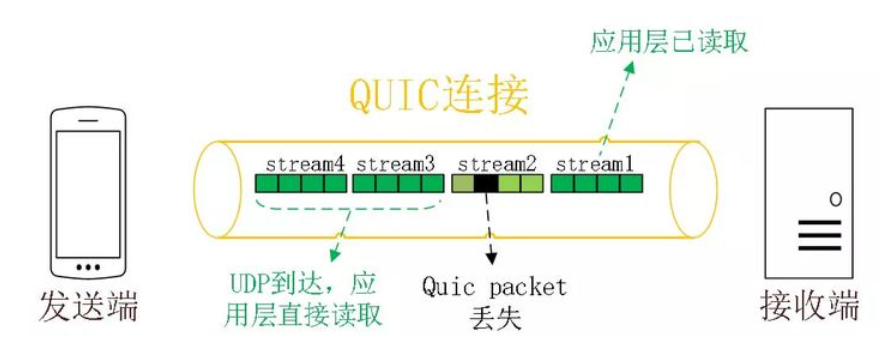 应用层已读取
QUIC连接
stream4 stream3 stream2 stream1
UDP到达，应
用层直接读取
Quic packet
丢失
发送端
接收端